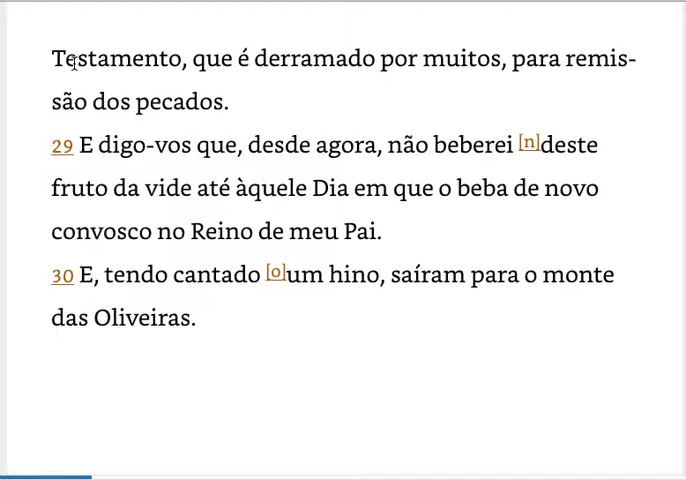 Testamento, que é derramado por muitos, para remis-
são dos pecados.
29 E digo-vos que, desde agora, não beberei [n]deste
fruto da vide até àquele Dia em que o beba de novo
convosco no Reino de meu Pai.
30 E, tendo cantado [o]um hino, saíram para o monte
das Oliveiras.